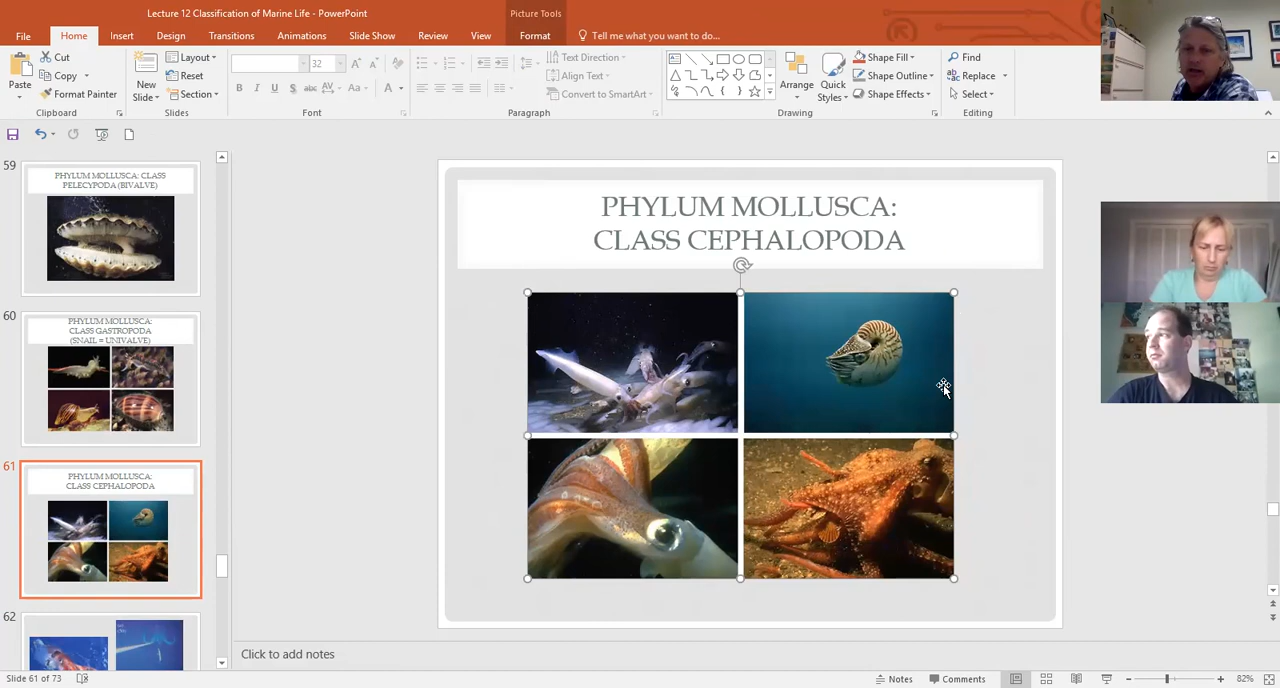 Lecture 12 Classification of Marine Life - PowerPoint
Picture Tools
File
Home
Insert
Design
Transitions
Animations
Slide Show
Review
View
Format
Tell me what you want to do...
Paste
Cut
Copy
Format Painter
Clipboard
New
Slide
Layout
Reset
Section
Slides
32
B
I
U
S
abc
AV
Aa
A
Font
Text Direction
Align Text
Convert to SmartArt
Paragraph
Arrange
Quick
Styles
Shape Fill
Shape Outline
Shape Effects
Drawing
Find
Replace
Select
Editing
59
PHYLUM MOLLUSCA: CLASS
PELECYPODA (BIVALVE)
60
PHYLUM MOLLUSCA:
CLASS GASTROPODA
(SNAIL = UNIVALVE)
61
PHYLUM MOLLUSCA:
CLASS CEPHALOPODA
62
PHYLUM MOLLUSCA:
CLASS CEPHALOPODA
Click to add notes
Slide 61 of 73
Notes
Comments
82%